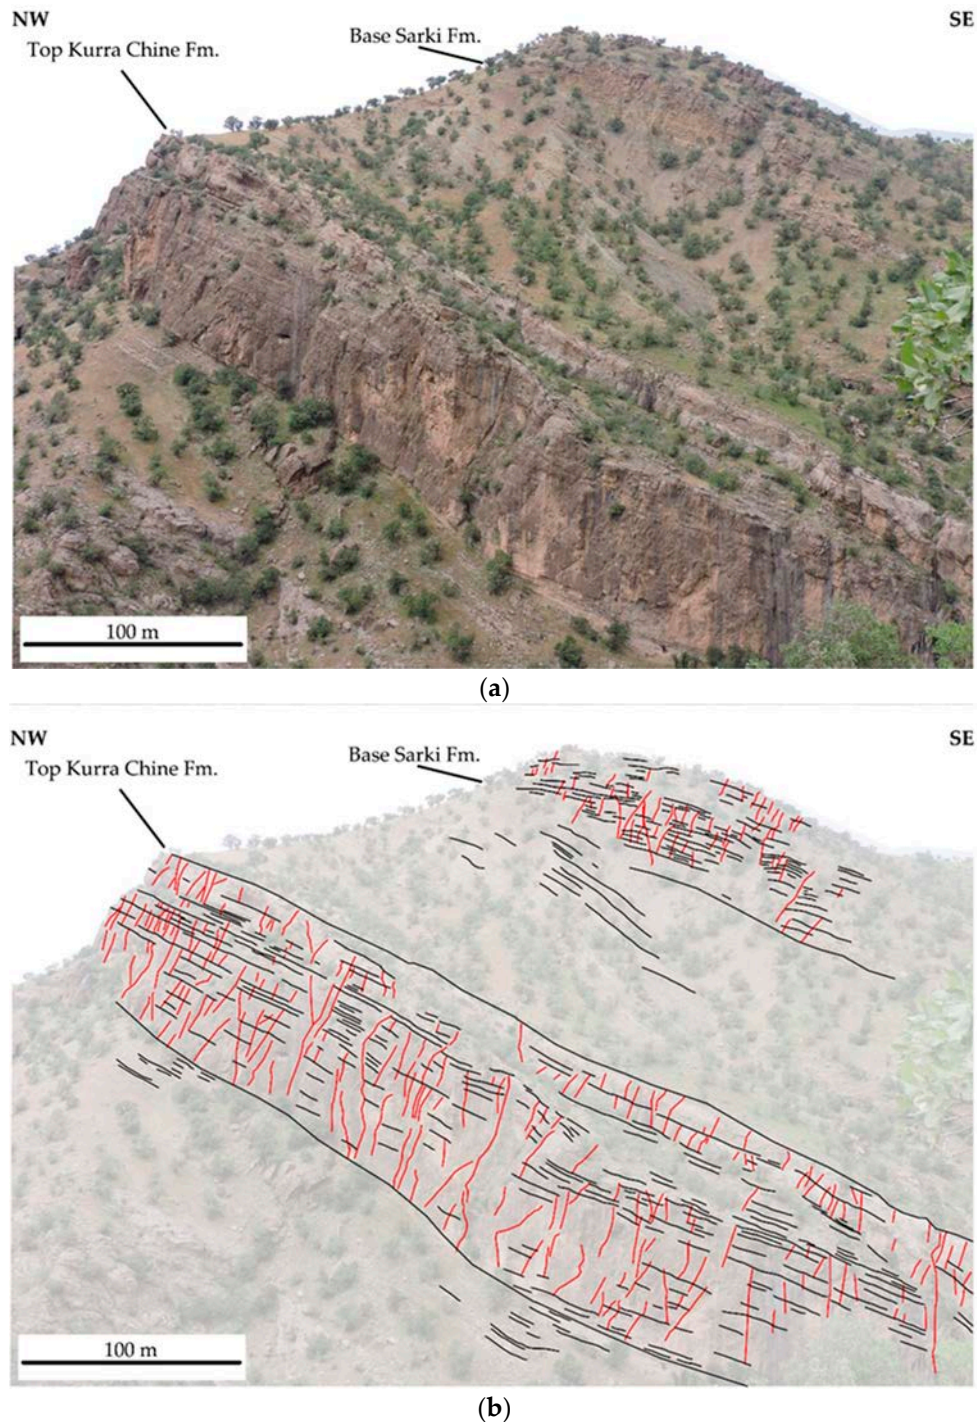 NW
SE
Base Sarki Fm.
Top Kurra Chine Fm.
100 m
(a)
NW
SE
Base Sarki Fm.
Top Kurra Chine Fm.
100 m
(b)